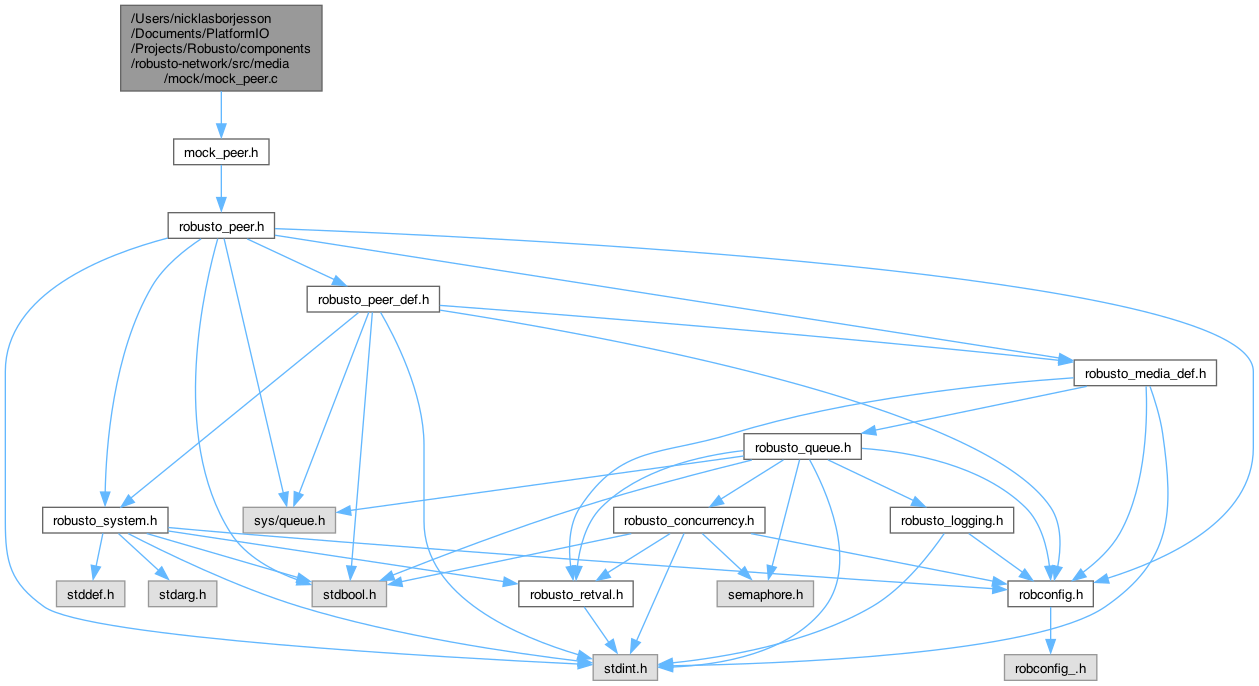 /Users/nicklasborjesson
/Documents/PlatformIO
/Projects/Robusto/components
/robusto-network/src/media
/mock/mock_peer.c
mock_peer.h
robusto_peer.h
robusto_peer_def.h
robusto_media_def.h
robusto_queue.h
robusto_system.h
sys/queue.h
robusto_concurrency.h
robusto_logging.h
stddef.h
stdarg.h
stdbool.h
robusto_retval.h
semaphore.h
robconfig.h
stdint.h
robconfig_.h